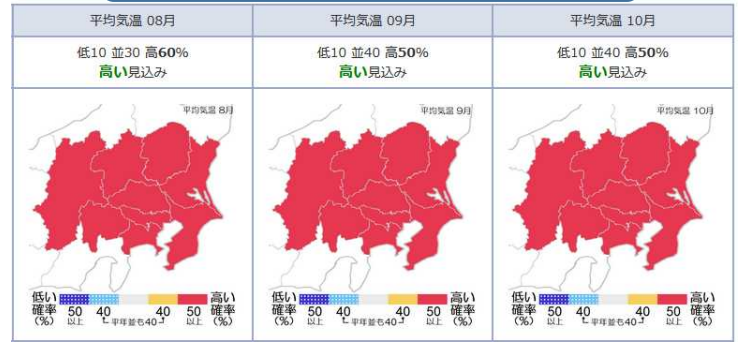 平均気温 08月
平均気温 09月
平均気温 10月
低10 並30 高60%
高い見込み
低10 並40 高50%
高い見込み
低10 並40 高50%
高い見込み
平均気温 8月
平均気温 9月
平均気温 10月
低い
確率
(%)
50
以上
40
平年並も40
40
50
以上
高い
確率
(%)
低い
確率
(%)
50
以上
40
平年並も40
40
50
以上
高い
確率
(%)
低い
確率
(%)
50
以上
40
平年並も40
40
50
以上
高い
確率
(%)